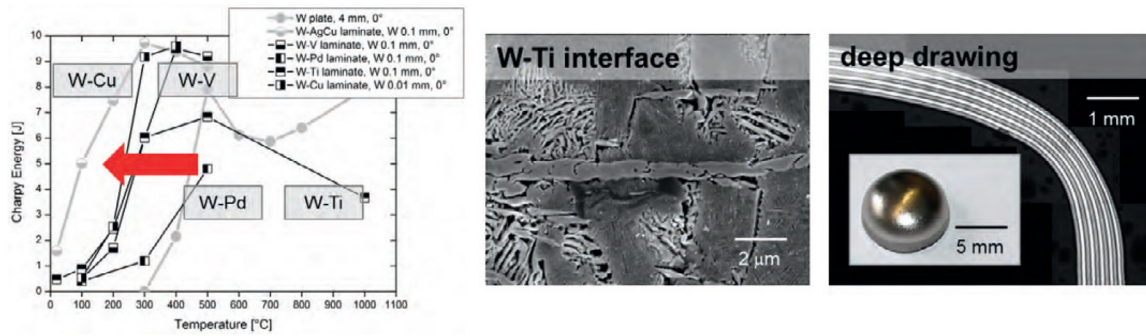 W plate, 4 mm, 0°
W-AgCu laminate, W 0.1 mm, 0°
W-V laminate, W 0.1 mm, 0°
W-Pd laminate, W 0.1 mm, 0°
W-Ti laminate, W 0.1 mm, 0°
W-Cu laminate, W 0.01 mm, 0°
10
9
8
7
6
5
4
3
2
1
0
Charpy Energy [J]
W-Cu
W-V
W-Pd
W-Ti
0 100 200 300 400 500 600 700 800 900 1000 1100
Temperature [°C]
W-Ti interface
2 µm
deep drawing
1 mm
5 mm